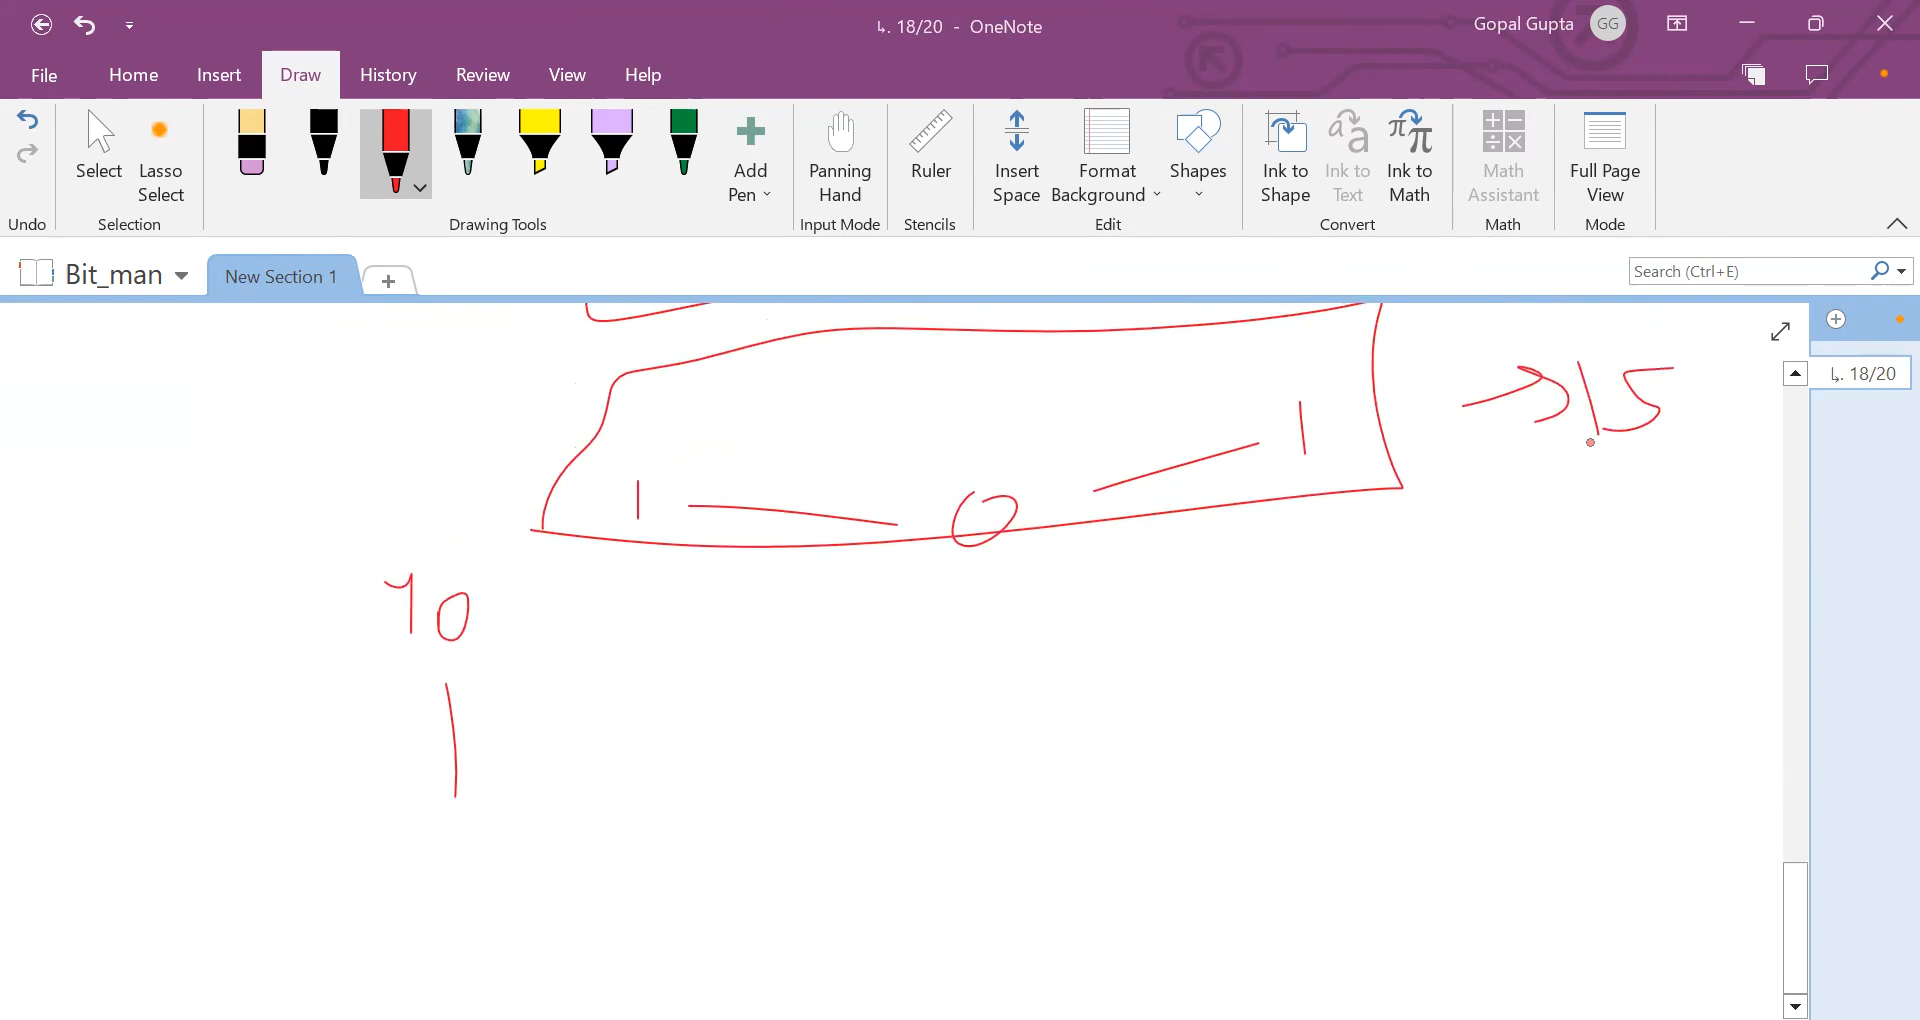 ↳. 18/20 - OneNote
Gopal Gupta GG
File Home Insert Draw History Review View Help
Select
Lasso Select
Add Pen
Panning Hand
Ruler
Insert Space
Format Background
Shapes
Ink to Shape
Ink to Text
Ink to Math
Math Assistant
Full Page View
Undo Selection Drawing Tools Input Mode Stencils Edit Convert Math Mode
Bit_man New Section 1 + Search (Ctrl+E)
↳. 18/20
→ 15
1 — 0 — 1
10
1